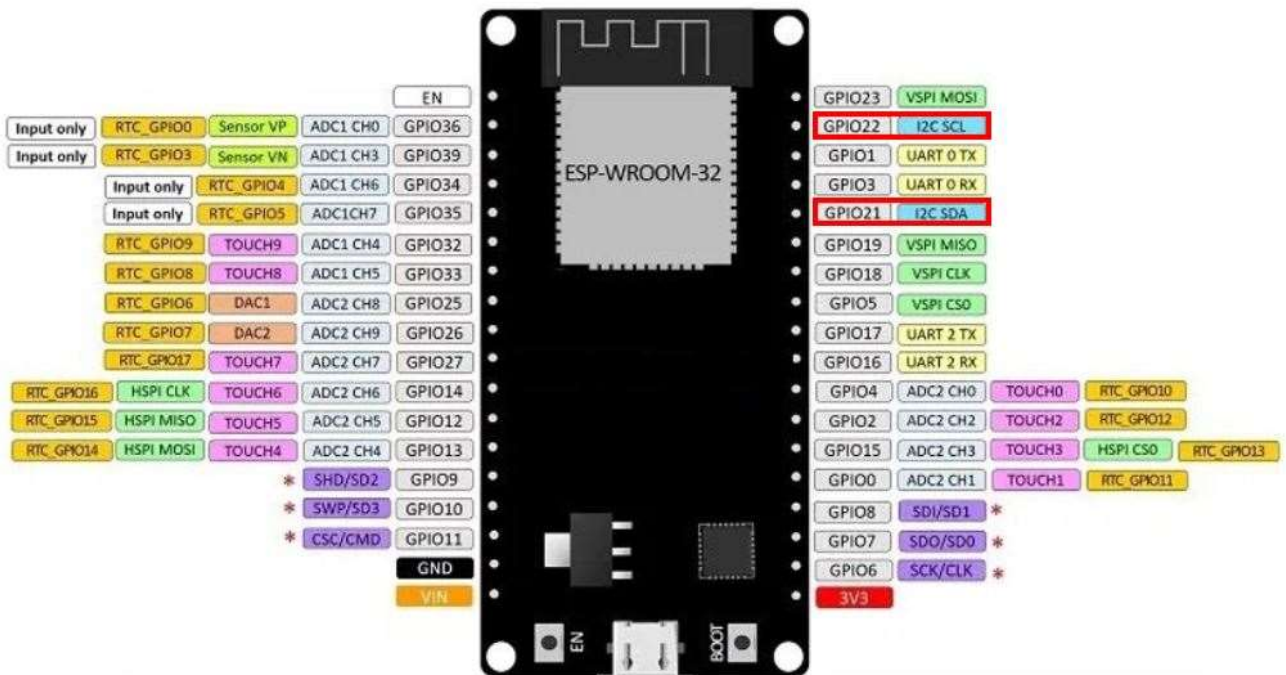 EN GPIO23 VSPI MOSI
Input only RTC_GPIO0 Sensor VP ADC1 CH0 GPIO36 GPIO22 I2C SCL
Input only RTC_GPIO3 Sensor VN ADC1 CH3 GPIO39 GPIO1 UART 0 TX
Input only RTC_GPIO4 ADC1 CH6 GPIO34 ESP-WROOM-32 GPIO3 UART 0 RX
Input only RTC_GPIO5 ADC1CH7 GPIO35 GPIO21 I2C SDA
RTC_GPIO9 TOUCH9 ADC1 CH4 GPIO32 GPIO19 VSPI MISO
RTC_GPIO8 TOUCH8 ADC1 CH5 GPIO33 GPIO18 VSPI CLK
RTC_GPIO6 DAC1 ADC2 CH8 GPIO25 GPIO5 VSPI CS0
RTC_GPIO7 DAC2 ADC2 CH9 GPIO26 GPIO17 UART 2 TX
RTC_GPIO17 TOUCH7 ADC2 CH7 GPIO27 GPIO16 UART 2 RX
RTC_GPIO16 HSPI CLK TOUCH6 ADC2 CH6 GPIO14 GPIO4 ADC2 CH0 TOUCH0 RTC_GPIO10
RTC_GPIO15 HSPI MISO TOUCH5 ADC2 CH5 GPIO12 GPIO2 ADC2 CH2 TOUCH2 RTC_GPIO12
RTC_GPIO14 HSPI MOSI TOUCH4 ADC2 CH4 GPIO13 GPIO15 ADC2 CH3 TOUCH3 HSPI CS0 RTC_GPIO13
* SHD/SD2 GPIO9 GPIO0 ADC2 CH1 TOUCH1 RTC_GPIO11
* SWP/SD3 GPIO10 GPIO8 SDI/SD1 *
* CSC/CMD GPIO11 GPIO7 SDO/SD0 *
GND GPIO6 SCK/CLK *
VIN 3V3
EN BOOT